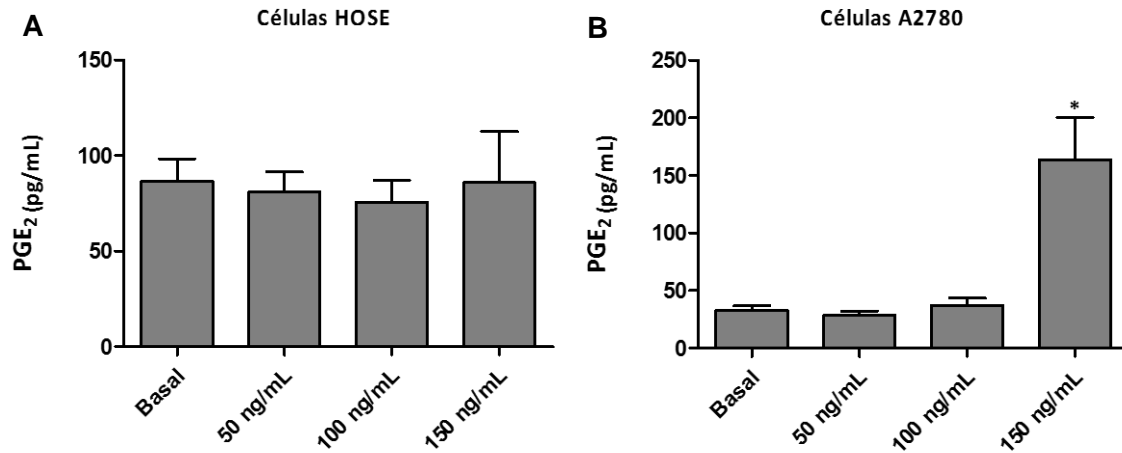 A
Células HOSE
150
100
50
0
PGE₂ (pg/mL)
Basal
50 ng/mL
100 ng/mL
150 ng/mL
B
Células A2780
250
200
150
100
50
0
PGE₂ (pg/mL)
*
Basal
50 ng/mL
100 ng/mL
150 ng/mL